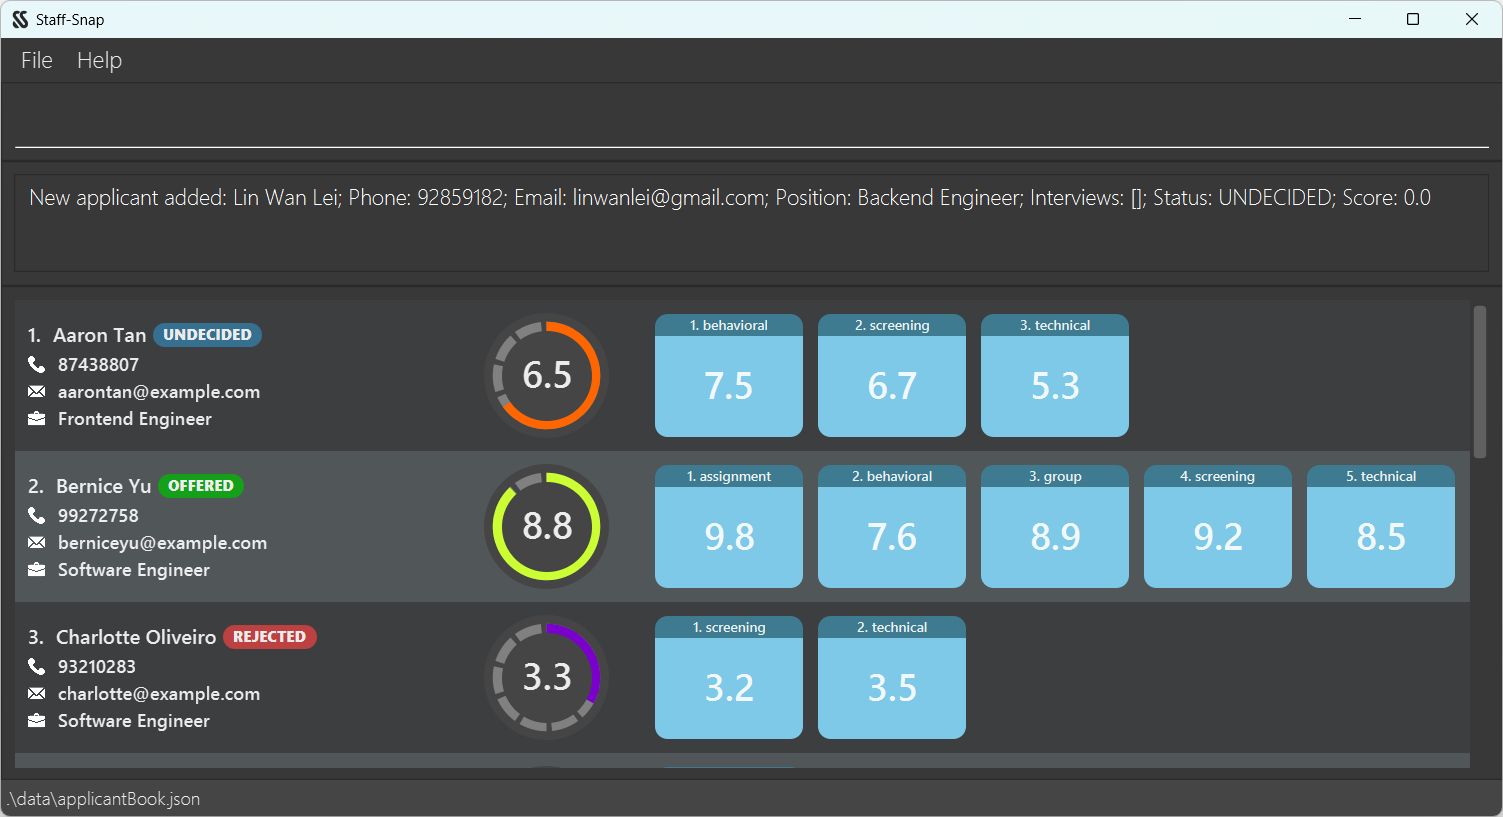 Staff-Snap
File Help
New applicant added: Lin Wan Lei; Phone: 92859182; Email: linwanlei@gmail.com; Position: Backend Engineer; Interviews: []; Status: UNDECIDED; Score: 0.0
1. Aaron Tan UNDECIDED
87438807
aarontan@example.com
Frontend Engineer
6.5
1. behavioral
7.5
2. screening
6.7
3. technical
5.3
2. Bernice Yu OFFERED
99272758
berniceyu@example.com
Software Engineer
8.8
1. assignment
9.8
2. behavioral
7.6
3. group
8.9
4. screening
9.2
5. technical
8.5
3. Charlotte Oliveiro REJECTED
93210283
charlotte@example.com
Software Engineer
3.3
1. screening
3.2
2. technical
3.5
.\data\applicantBook.json